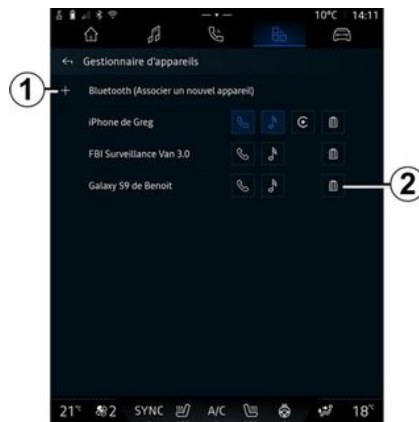 10°C 14:11
Gestionnaire d'appareils
1
Bluetooth (Associer un nouvel appareil)
iPhone de Greg
FBI Surveillance Van 3.0
Galaxy S9 de Benoit
2
21°c 2 SYNC A/C 18°c